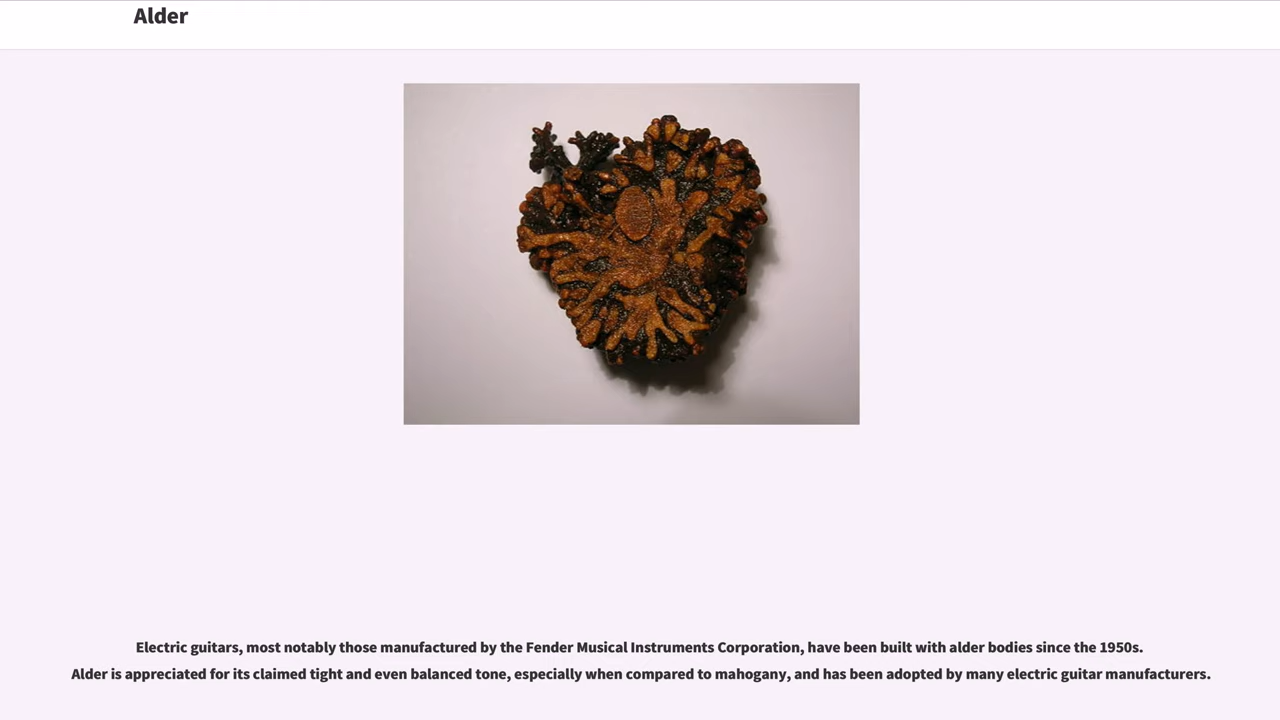 Alder
Electric guitars, most notably those manufactured by the Fender Musical Instruments Corporation, have been built with alder bodies since the 1950s.
Alder is appreciated for its claimed tight and even balanced tone, especially when compared to mahogany, and has been adopted by many electric guitar manufacturers.